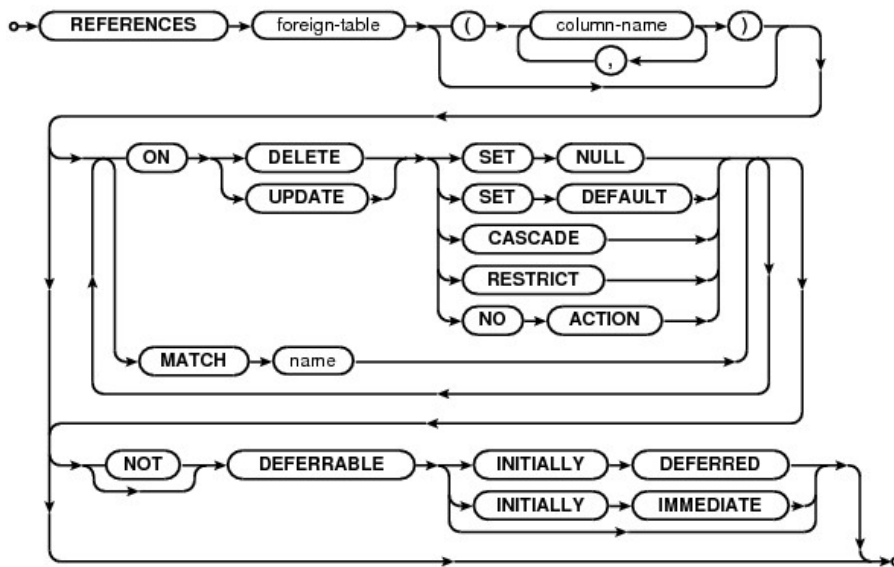 REFERENCES foreign-table ( column-name )
,
ON DELETE SET NULL
UPDATE SET DEFAULT
CASCADE
RESTRICT
NO ACTION
MATCH name
NOT DEFERRABLE INITIALLY DEFERRED
INITIALLY IMMEDIATE